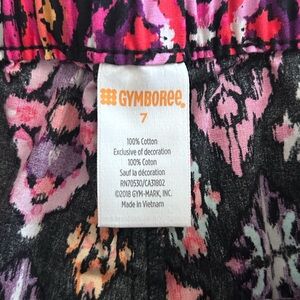 GYMBOREE
7
100% Cotton
Exclusive of decoration
100% Coton
Sauf la décoration
RN70530/CA31802
©2018 GYM-MARK, INC.
Made in Vietnam